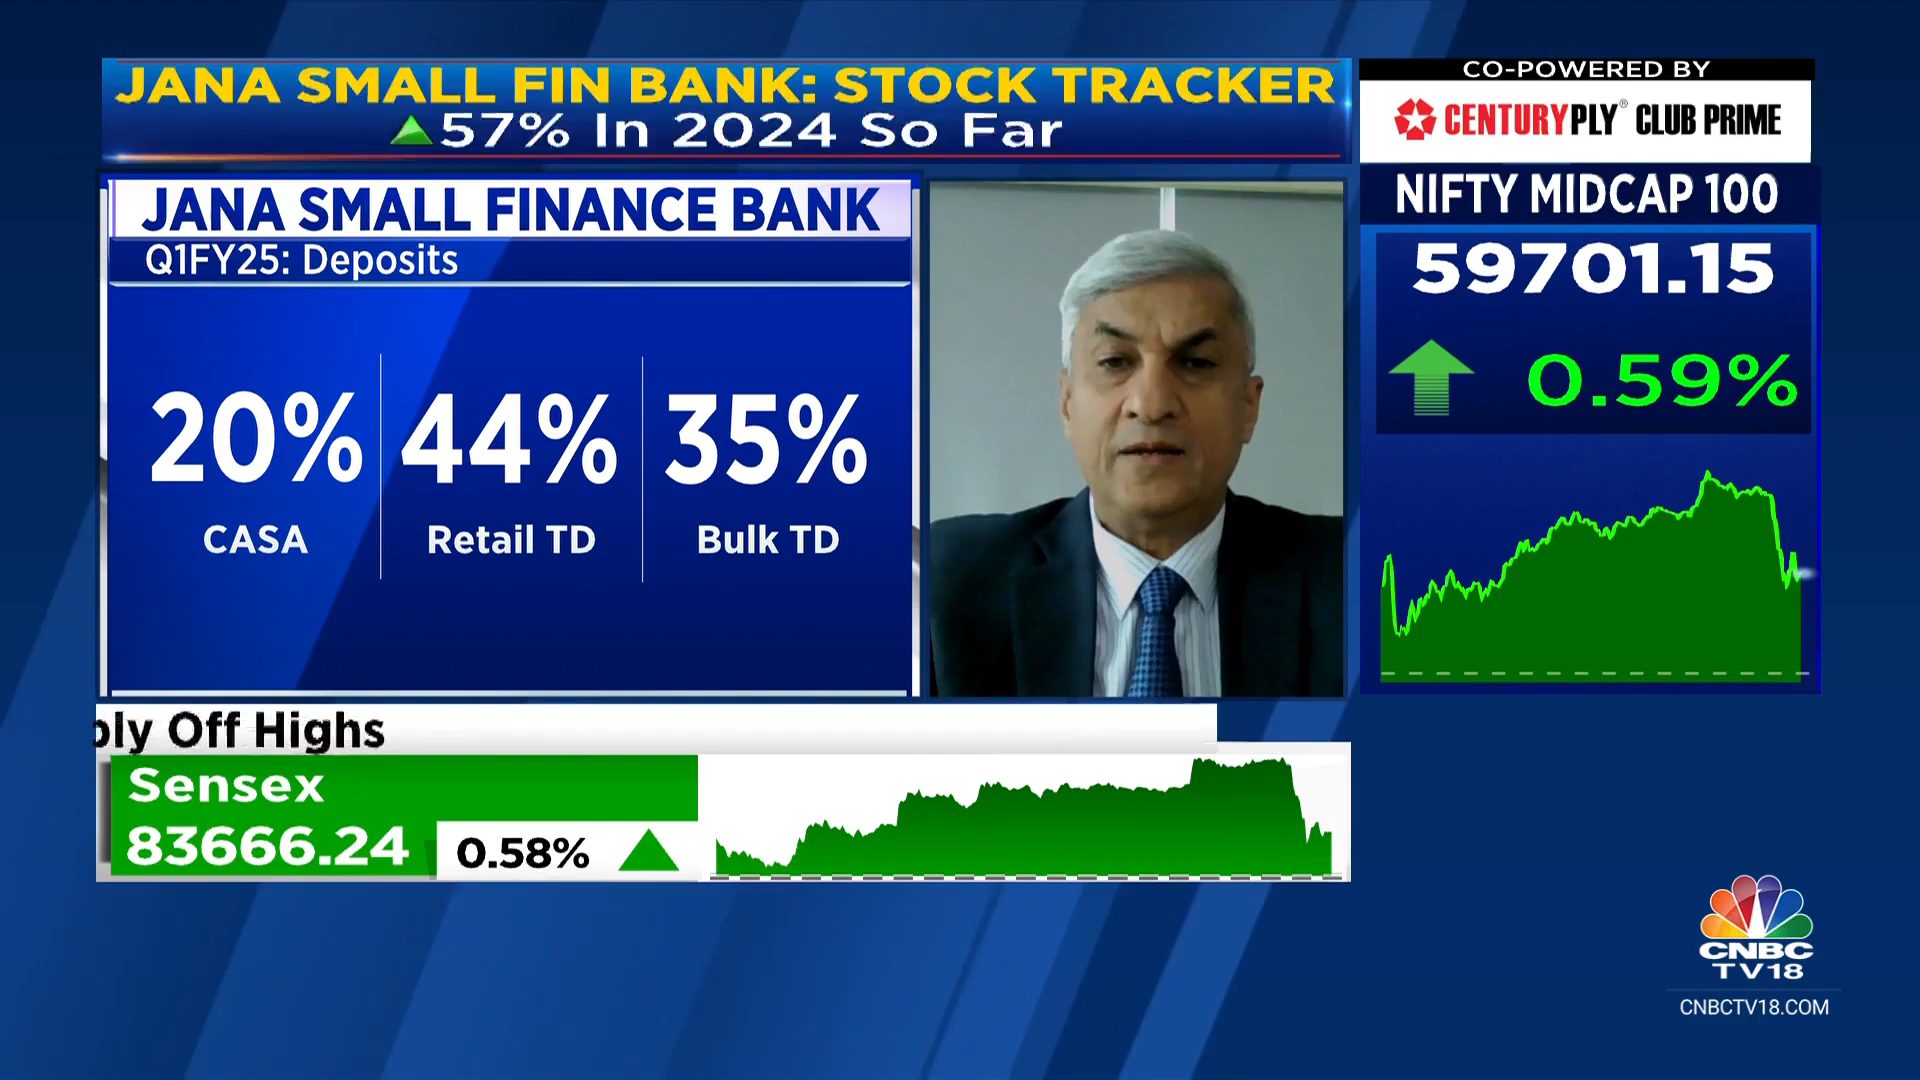 JANA SMALL FIN BANK: STOCK TRACKER
57% In 2024 So Far
CO-POWERED BY
CENTURYPLY® CLUB PRIME
JANA SMALL FINANCE BANK
Q1FY25: Deposits
20%
CASA
44%
Retail TD
35%
Bulk TD
NIFTY MIDCAP 100
59701.15
0.59%
Off Highs
Sensex
83666.24
0.58%
CNBC
TV18
CNBCTV18.COM